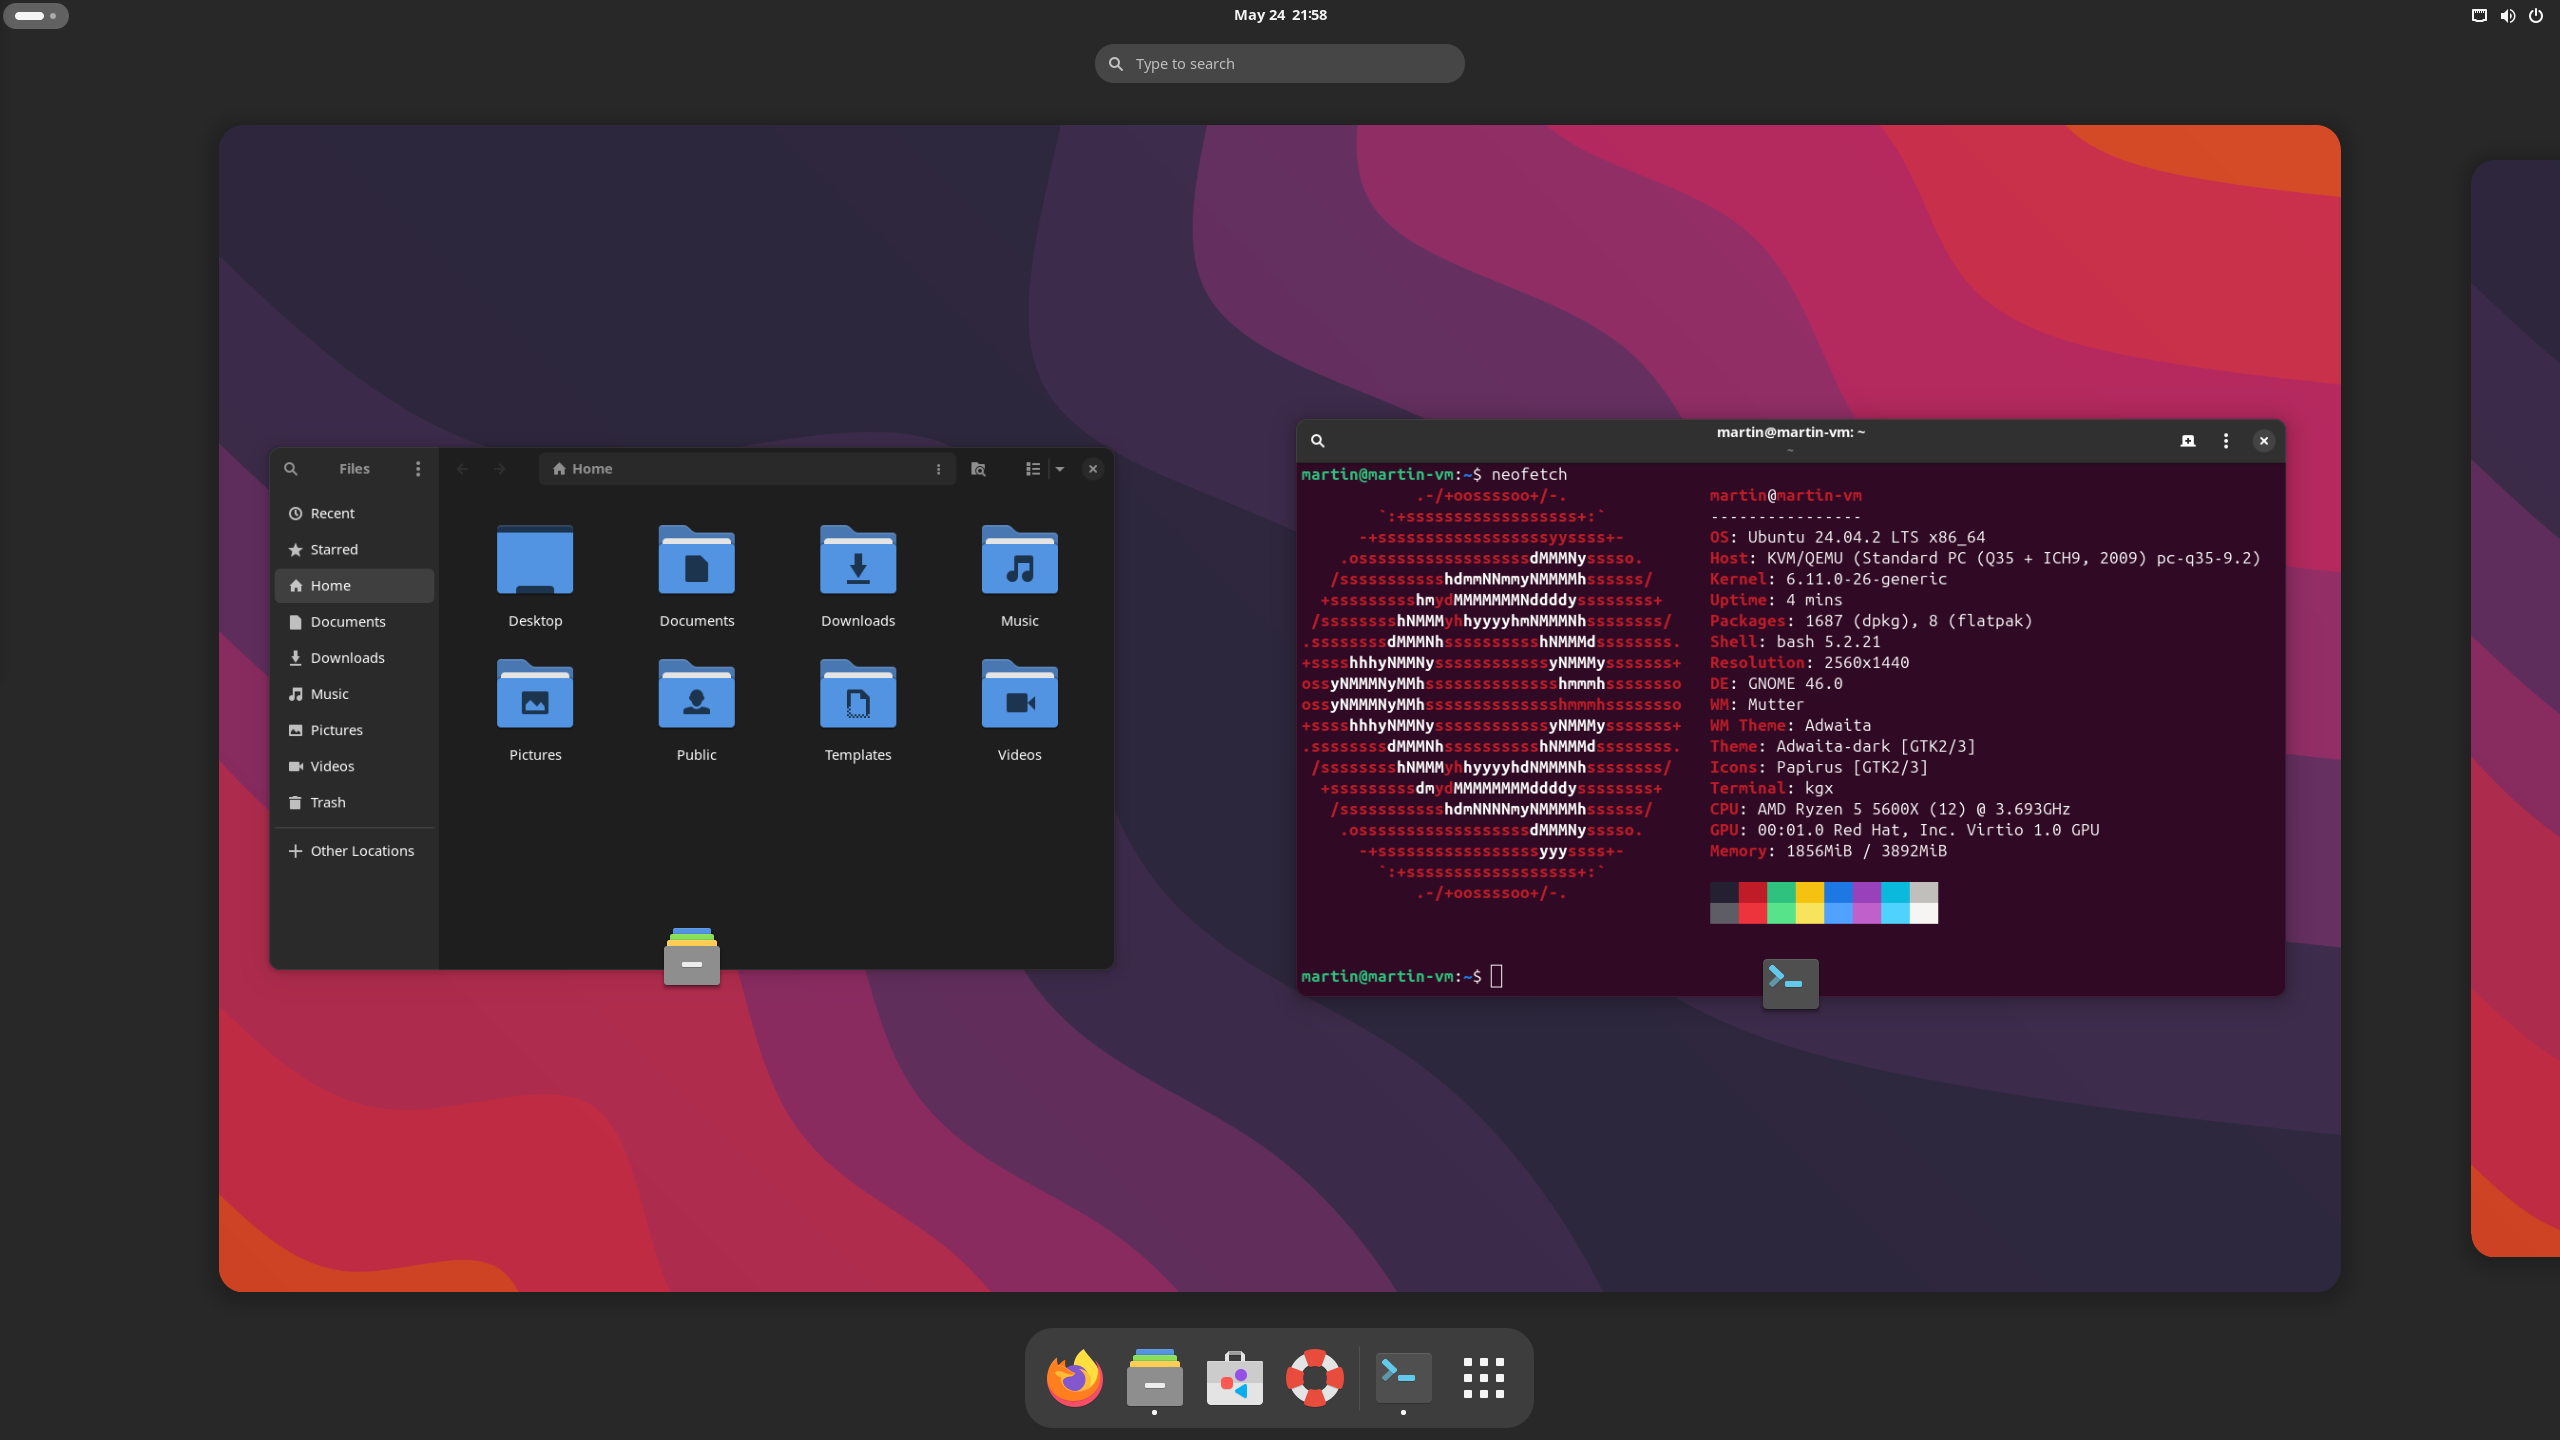 May 24 21:58
Type to search
Files
Home
Recent
Starred
Home
Documents
Downloads
Music
Pictures
Videos
Trash
Other Locations
Desktop
Documents
Downloads
Music
Pictures
Public
Templates
Videos
martin@martin-vm: ~
~
martin@martin-vm:~$ neofetch
.-/+oossssoo+/-. martin@martin-vm
`:+ssssssssssssssssss+:` ----------------
-+ssssssssssssssssssyyssss+- OS: Ubuntu 24.04.2 LTS x86_64
.ossssssssssssssssssdMMMNysssso. Host: KVM/QEMU (Standard PC (Q35 + ICH9, 2009) pc-q35-9.2)
/ssssssssssshdmmNNmmyNMMMMhssssss/ Kernel: 6.11.0-26-generic
+ssssssssshmydMMMMMMMNddddyssssssss+ Uptime: 4 mins
/sssssssshNMMMyhhyyyyhmNMMMNhssssssss/ Packages: 1687 (dpkg), 8 (flatpak)
.ssssssssdMMMNhsssssssssshNMMMdssssssss. Shell: bash 5.2.21
+sssshhhyNMMNyssssssssssssyNMMMysssssss+ Resolution: 2560x1440
ossyNMMMNyMMhsssssssssssssshmmmhssssssso DE: GNOME 46.0
ossyNMMMNyMMhsssssssssssssshmmmhssssssso WM: Mutter
+sssshhhyNMMNyssssssssssssyNMMMysssssss+ WM Theme: Adwaita
.ssssssssdMMMNhsssssssssshNMMMdssssssss. Theme: Adwaita-dark [GTK2/3]
/sssssssshNMMMyhhyyyyhdNMMMNhssssssss/ Icons: Papirus [GTK2/3]
+sssssssssdmydMMMMMMMMddddyssssssss+ Terminal: kgx
/ssssssssssshdmNNNNmyNMMMMhssssss/ CPU: AMD Ryzen 5 5600X (12) @ 3.693GHz
.ossssssssssssssssssdMMMNysssso. GPU: 00:01.0 Red Hat, Inc. Virtio 1.0 GPU
-+sssssssssssssssssyyyssss+- Memory: 1856MiB / 3892MiB
`:+ssssssssssssssssss+:`
.-/+oossssoo+/-.
martin@martin-vm:~$